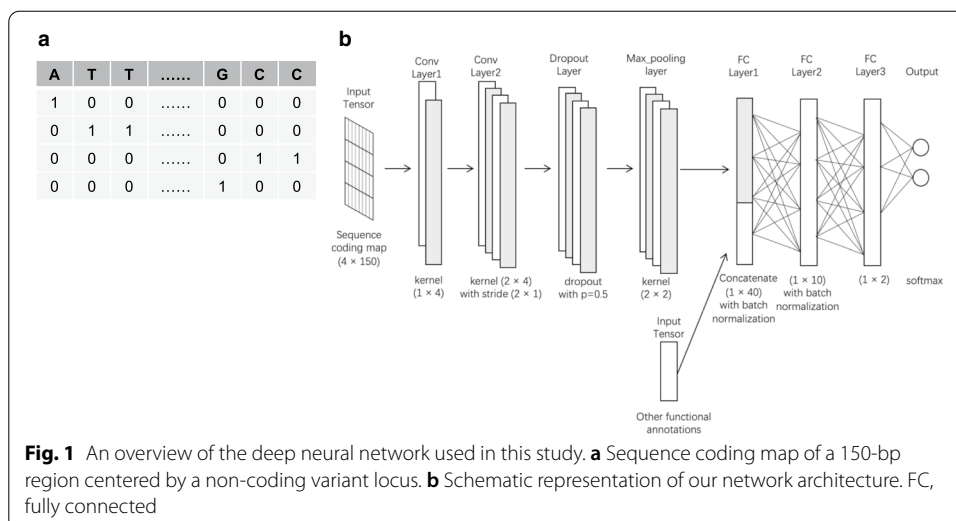 a
A T T ...... G C C
1 0 0 ...... 0 0 0
0 1 1 ...... 0 0 0
0 0 0 ...... 0 1 1
0 0 0 ...... 1 0 0
b
Input
Tensor
Sequence
coding map
(4 × 150)
Conv
Layer1
kernel
(1 × 4)
Conv
Layer2
kernel (2 × 4)
with stride (2 × 1)
Dropout
Layer
dropout
with p=0.5
Max_pooling
layer
kernel
(2 × 2)
Input
Tensor
Other functional
annotations
FC
Layer1
Concatenate
(1 × 40)
with batch
normalization
FC
Layer2
(1 × 10)
with batch
normalization
FC
Layer3
(1 × 2)
Output
softmax
Fig. 1 An overview of the deep neural network used in this study. a Sequence coding map of a 150-bp
region centered by a non-coding variant locus. b Schematic representation of our network architecture. FC,
fully connected